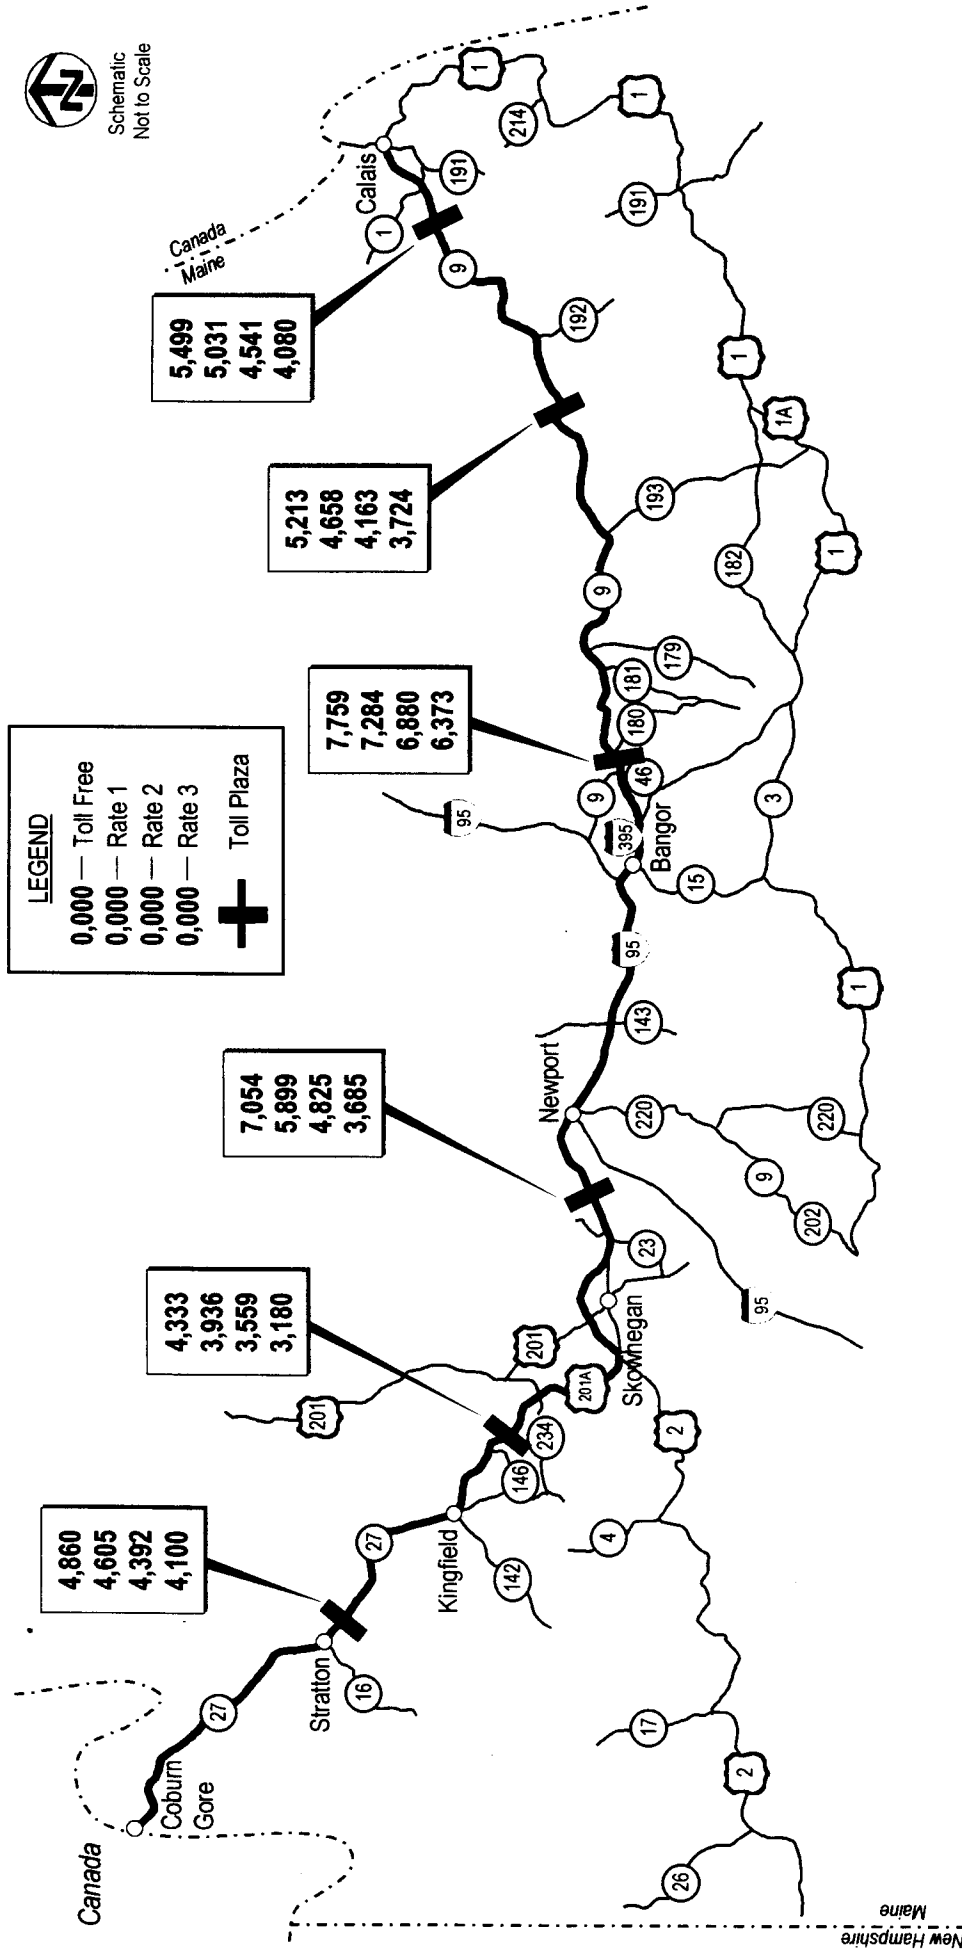 Schematic
Not to Scale
N
LEGEND
0,000 — Toll Free
0,000 — Rate 1
0,000 — Rate 2
0,000 — Rate 3
Toll Plaza
4,860
4,605
4,392
4,100
4,333
3,936
3,559
3,180
7,054
5,899
4,825
3,685
7,759
7,284
6,880
6,373
5,213
4,658
4,163
3,724
5,499
5,031
4,541
4,080
Canada
Maine
Canada
Coburn
Gore
27
Stratton
16
27
Kingfield
142
146
234
201
201
201A
Skowhegan
23
Newport
143
95
95
220
9
202
220
1
Bangor
395
95
15
3
9
46
180
181
179
9
193
182
1
1A
1
192
9
1
Calais
191
191
1
214
1
2
4
17
2
26
New Hampshire
Maine